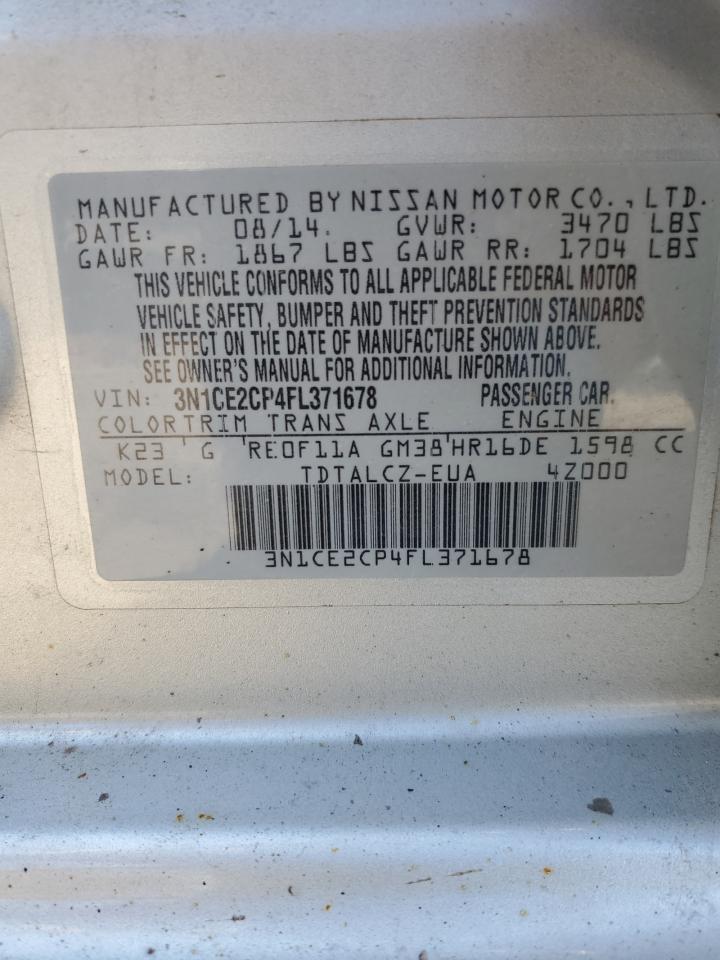 MANUFACTURED BY NISSAN MOTOR CO., LTD.
DATE: 08/14. GVWR: 3470 LBS
GAWR FR: 1867 LBS GAWR RR: 1704 LBS
THIS VEHICLE CONFORMS TO ALL APPLICABLE FEDERAL MOTOR
VEHICLE SAFETY, BUMPER AND THEFT PREVENTION STANDARDS
IN EFFECT ON THE DATE OF MANUFACTURE SHOWN ABOVE.
SEE OWNER'S MANUAL FOR ADDITIONAL INFORMATION.
VIN: 3N1CE2CP4FL371678 PASSENGER CAR.
COLOR TRIM TRANS AXLE ENGINE
K23 ' G 'RE0F11A GM38'HR16DE 1598 CC
MODEL: TDTALCZ-EUA 4Z000
3N1CE2CP4FL371678